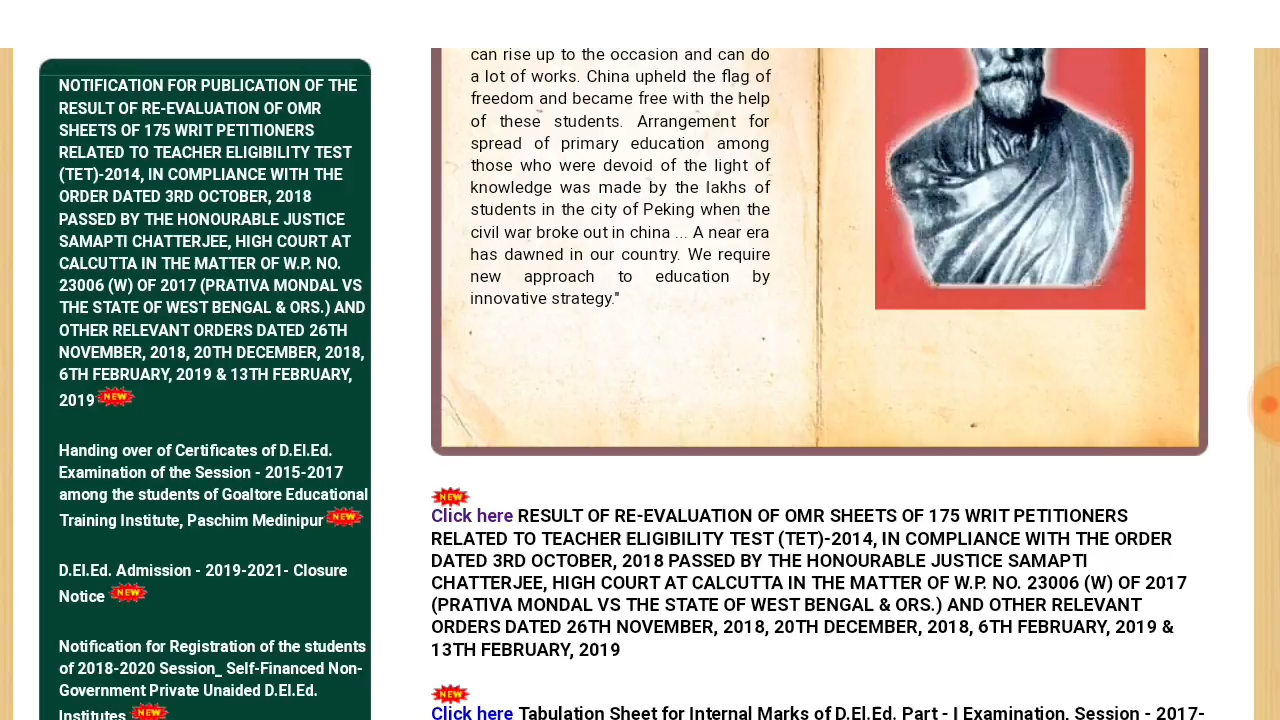 NOTIFICATION FOR PUBLICATION OF THE
RESULT OF RE-EVALUATION OF OMR
SHEETS OF 175 WRIT PETITIONERS
RELATED TO TEACHER ELIGIBILITY TEST
(TET)-2014, IN COMPLIANCE WITH THE
ORDER DATED 3RD OCTOBER, 2018
PASSED BY THE HONOURABLE JUSTICE
SAMAPTI CHATTERJEE, HIGH COURT AT
CALCUTTA IN THE MATTER OF W.P. NO.
23006 (W) OF 2017 (PRATIVA MONDAL VS
THE STATE OF WEST BENGAL & ORS.) AND
OTHER RELEVANT ORDERS DATED 26TH
NOVEMBER, 2018, 20TH DECEMBER, 2018,
6TH FEBRUARY, 2019 & 13TH FEBRUARY,
2019 NEW
Handing over of Certificates of D.El.Ed.
Examination of the Session - 2015-2017
among the students of Goaltore Educational
Training Institute, Paschim Medinipur NEW
D.El.Ed. Admission - 2019-2021- Closure
Notice NEW
Notification for Registration of the students
of 2018-2020 Session_ Self-Financed Non-
Government Private Unaided D.El.Ed.
Institutes NEW
can rise up to the occasion and can do
a lot of works. China upheld the flag of
freedom and became free with the help
of these students. Arrangement for
spread of primary education among
those who were devoid of the light of
knowledge was made by the lakhs of
students in the city of Peking when the
civil war broke out in china ... A near era
has dawned in our country. We require
new approach to education by
innovative strategy."
NEW
Click here RESULT OF RE-EVALUATION OF OMR SHEETS OF 175 WRIT PETITIONERS
RELATED TO TEACHER ELIGIBILITY TEST (TET)-2014, IN COMPLIANCE WITH THE ORDER
DATED 3RD OCTOBER, 2018 PASSED BY THE HONOURABLE JUSTICE SAMAPTI
CHATTERJEE, HIGH COURT AT CALCUTTA IN THE MATTER OF W.P. NO. 23006 (W) OF 2017
(PRATIVA MONDAL VS THE STATE OF WEST BENGAL & ORS.) AND OTHER RELEVANT
ORDERS DATED 26TH NOVEMBER, 2018, 20TH DECEMBER, 2018, 6TH FEBRUARY, 2019 &
13TH FEBRUARY, 2019
NEW
Click here Tabulation Sheet for Internal Marks of D.El.Ed. Part - I Examination, Session - 2017-